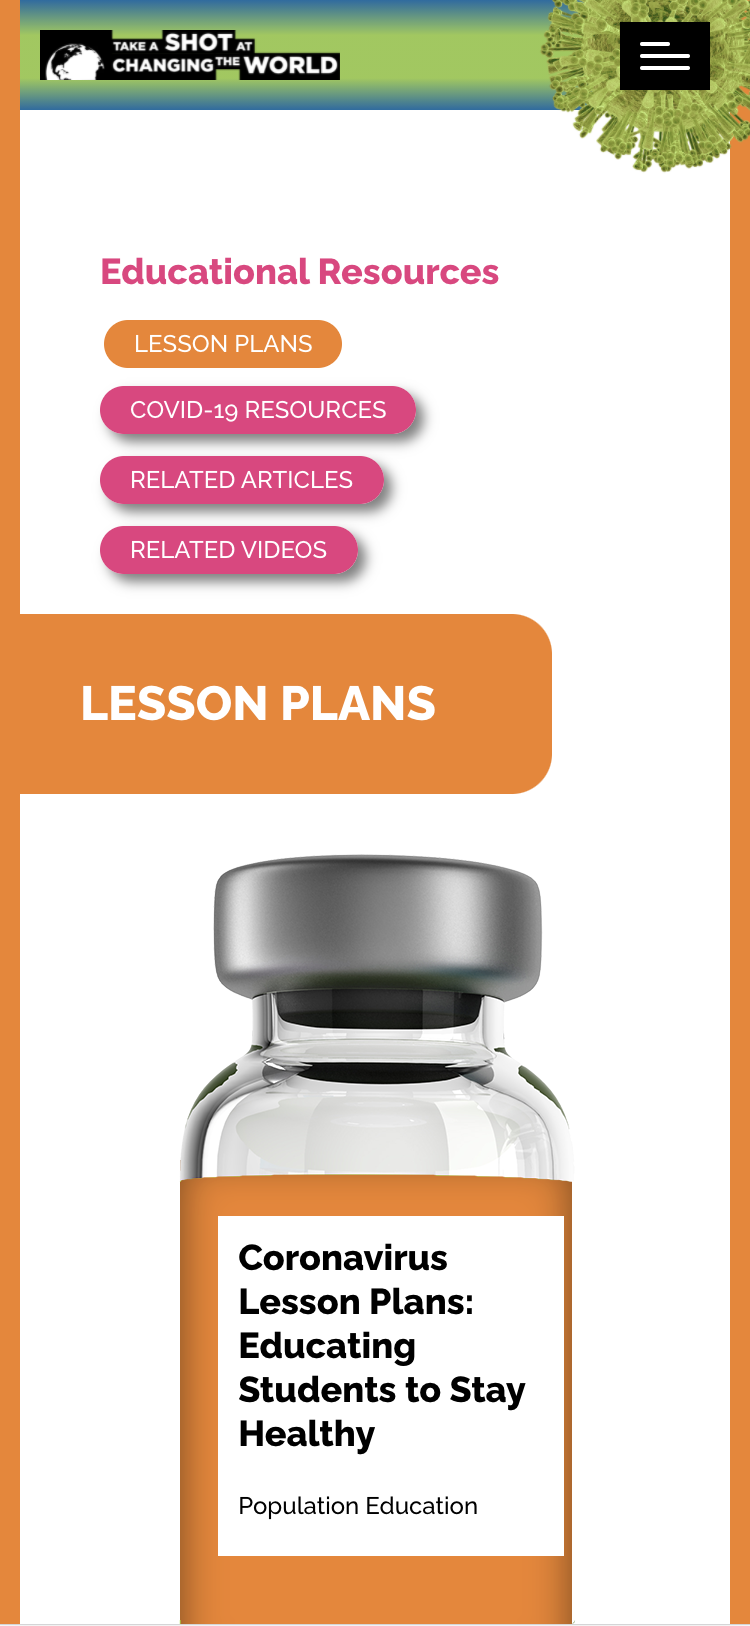 TAKE A SHOT AT
CHANGING THE WORLD
Educational Resources
LESSON PLANS
COVID-19 RESOURCES
RELATED ARTICLES
RELATED VIDEOS
LESSON PLANS
Coronavirus
Lesson Plans:
Educating
Students to Stay
Healthy
Population Education